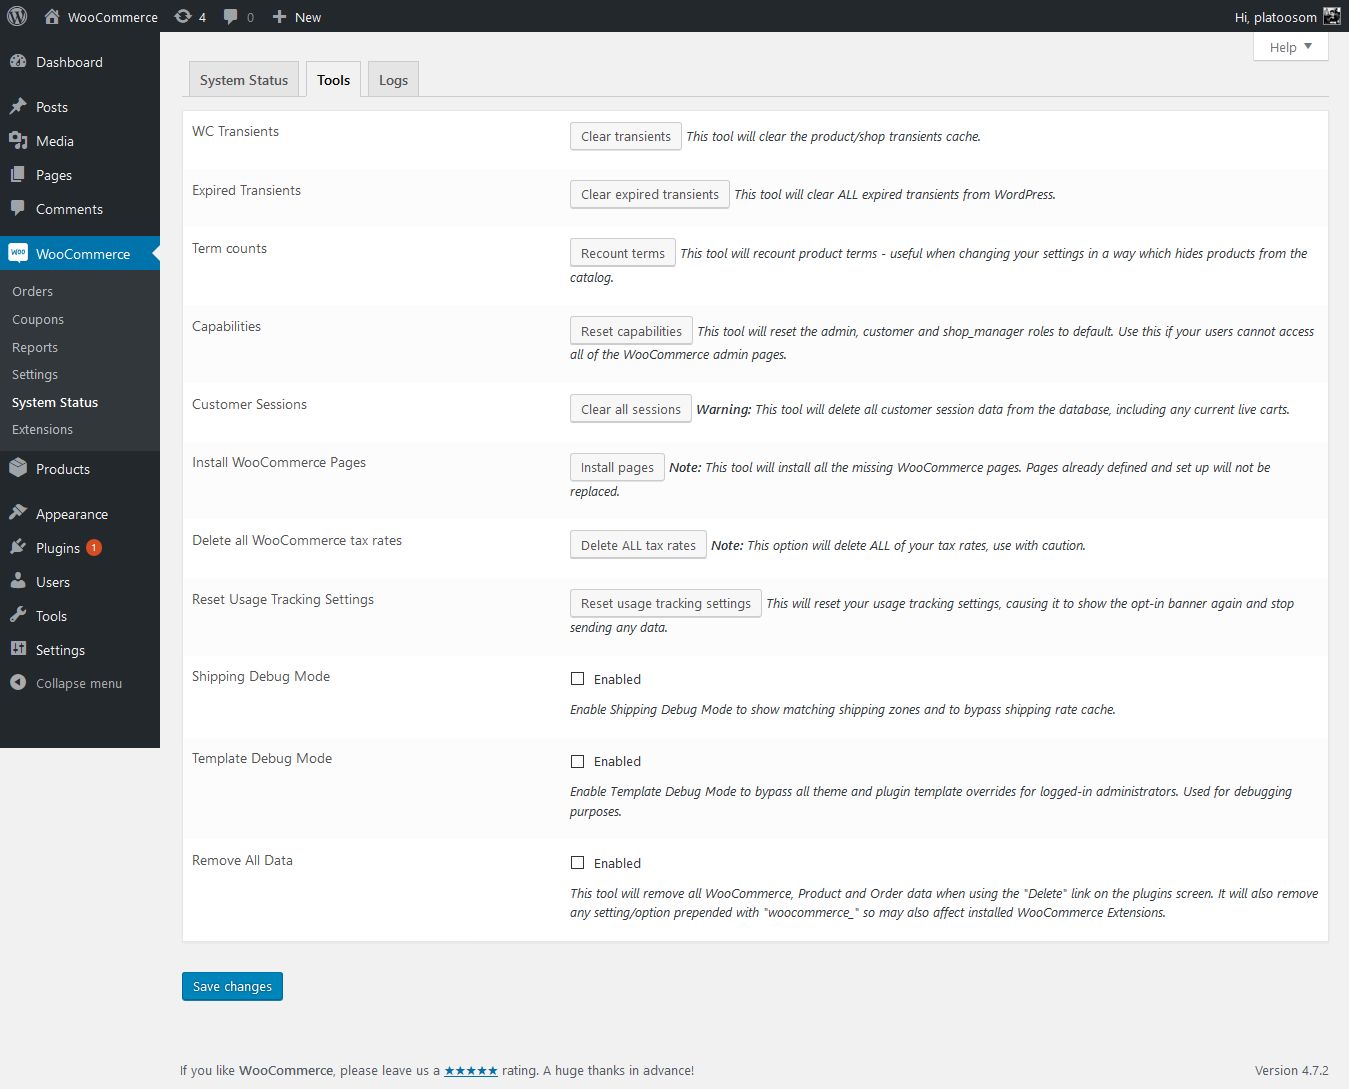 WooCommerce 4 0 New
Hi, platoosom
Help
Dashboard
Posts
Media
Pages
Comments
Woo WooCommerce
Orders
Coupons
Reports
Settings
System Status
Extensions
Products
Appearance
Plugins 1
Users
Tools
Settings
Collapse menu
System Status Tools Logs
WC Transients
Clear transients This tool will clear the product/shop transients cache.
Expired Transients
Clear expired transients This tool will clear ALL expired transients from WordPress.
Term counts
Recount terms This tool will recount product terms - useful when changing your settings in a way which hides products from the
catalog.
Capabilities
Reset capabilities This tool will reset the admin, customer and shop_manager roles to default. Use this if your users cannot access
all of the WooCommerce admin pages.
Customer Sessions
Clear all sessions Warning: This tool will delete all customer session data from the database, including any current live carts.
Install WooCommerce Pages
Install pages Note: This tool will install all the missing WooCommerce pages. Pages already defined and set up will not be
replaced.
Delete all WooCommerce tax rates
Delete ALL tax rates Note: This option will delete ALL of your tax rates, use with caution.
Reset Usage Tracking Settings
Reset usage tracking settings This will reset your usage tracking settings, causing it to show the opt-in banner again and stop
sending any data.
Shipping Debug Mode
Enabled
Enable Shipping Debug Mode to show matching shipping zones and to bypass shipping rate cache.
Template Debug Mode
Enabled
Enable Template Debug Mode to bypass all theme and plugin template overrides for logged-in administrators. Used for debugging
purposes.
Remove All Data
Enabled
This tool will remove all WooCommerce, Product and Order data when using the "Delete" link on the plugins screen. It will also remove
any setting/option prepended with "woocommerce_" so may also affect installed WooCommerce Extensions.
Save changes
If you like WooCommerce, please leave us a ★★★★★ rating. A huge thanks in advance!
Version 4.7.2